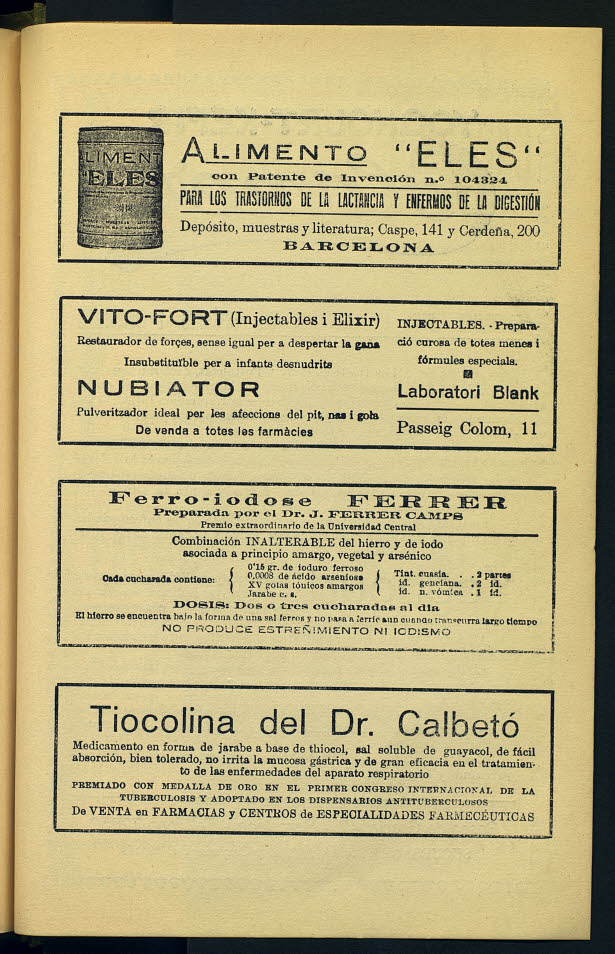 ALIMENT
"ELES
ALIMENTO "ELES"
con Patente de Invención n.º 104324
PARA LOS TRASTORNOS DE LA LACTANCIA Y ENFERMOS DE LA DIGESTIÓN
Depósito, muestras y literatura; Caspe, 141 y Cerdeña, 200
BARCELONA
VITO-FORT (Injectables i Elixir)
Restaurador de forçes, sense igual per a despertar la gana
Insubstituïble per a infants desnudrits
NUBIATOR
Pulveritzador ideal per les afeccions del pit, nas i gola
De venda a totes les farmàcies
INJECTABLES. - Prepara-
ció curosa de totes menes i
fórmules especials.
Laboratori Blank
Passeig Colom, 11
Ferro-iodose FERRER
Preparada por el Dr. J. FERRER CAMPS
Premio extraordinario de la Universidad Central
Combinación INALTERABLE del hierro y de iodo
asociada a principio amargo, vegetal y arsénico
Cada cucharada contiene:
0'15 gr. de ioduro ferroso
0,0008 de ácido arsenioso
XV gotas tónicos amargos
Jarabe c. s.
Tint. cuasia. . . 2 partes
id. genciana. . 2 id.
id. n. vómica . 1 id.
DOSIS: Dos o tres cucharadas al día
El hierro se encuentra bajo la forma de una sal ferros y no pasa a ferric aun cuando transcurra largo tiempo
NO PRODUCE ESTREÑIMIENTO NI IODISMO
Tiocolina del Dr. Calbetó
Medicamento en forma de jarabe a base de thiocol, sal soluble de guayacol, de fácil
absorción, bien tolerado, no irrita la mucosa gástrica y de gran eficacia en el tratamien-
to de las enfermedades del aparato respiratorio
PREMIADO CON MEDALLA DE ORO EN EL PRIMER CONGRESO INTERNACIONAL DE LA
TUBERCULOSIS Y ADOPTADO EN LOS DISPENSARIOS ANTITUBERCULOSOS
De VENTA en FARMACIAS y CENTROS de ESPECIALIDADES FARMECÉUTICAS